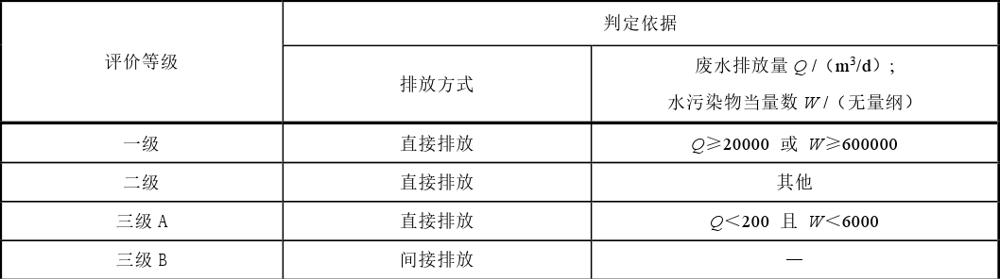 评价等级
判定依据
排放方式
废水排放量 Q /（m³/d）;
水污染物当量数 W /（无量纲）
一级
直接排放
Q≥20000 或 W≥600000
二级
直接排放
其他
三级 A
直接排放
Q＜200 且 W＜6000
三级 B
间接排放
—